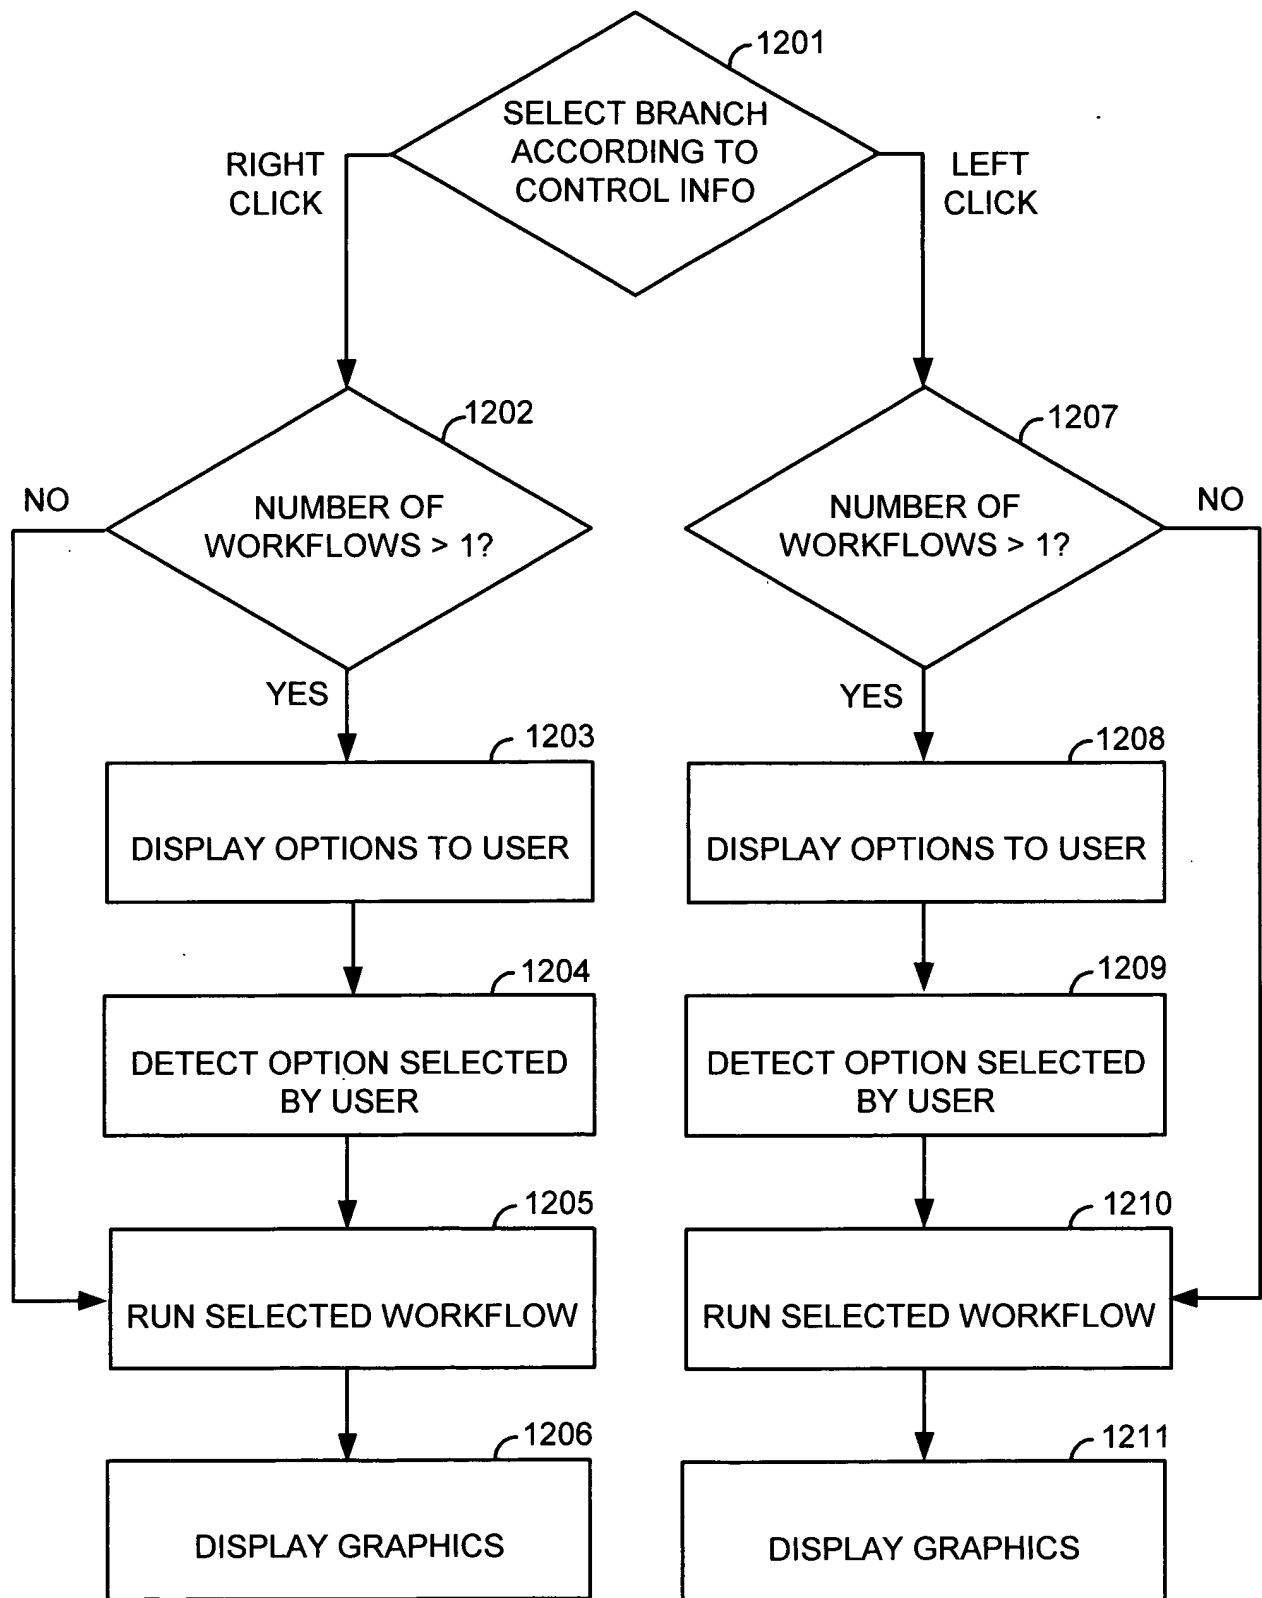 1201
SELECT BRANCH
ACCORDING TO
CONTROL INFO
RIGHT
CLICK
LEFT
CLICK
1202
NUMBER OF
WORKFLOWS > 1?
NO
YES
1207
NUMBER OF
WORKFLOWS > 1?
NO
YES
1203
DISPLAY OPTIONS TO USER
1208
DISPLAY OPTIONS TO USER
1204
DETECT OPTION SELECTED
BY USER
1209
DETECT OPTION SELECTED
BY USER
1205
RUN SELECTED WORKFLOW
1210
RUN SELECTED WORKFLOW
1206
DISPLAY GRAPHICS
1211
DISPLAY GRAPHICS